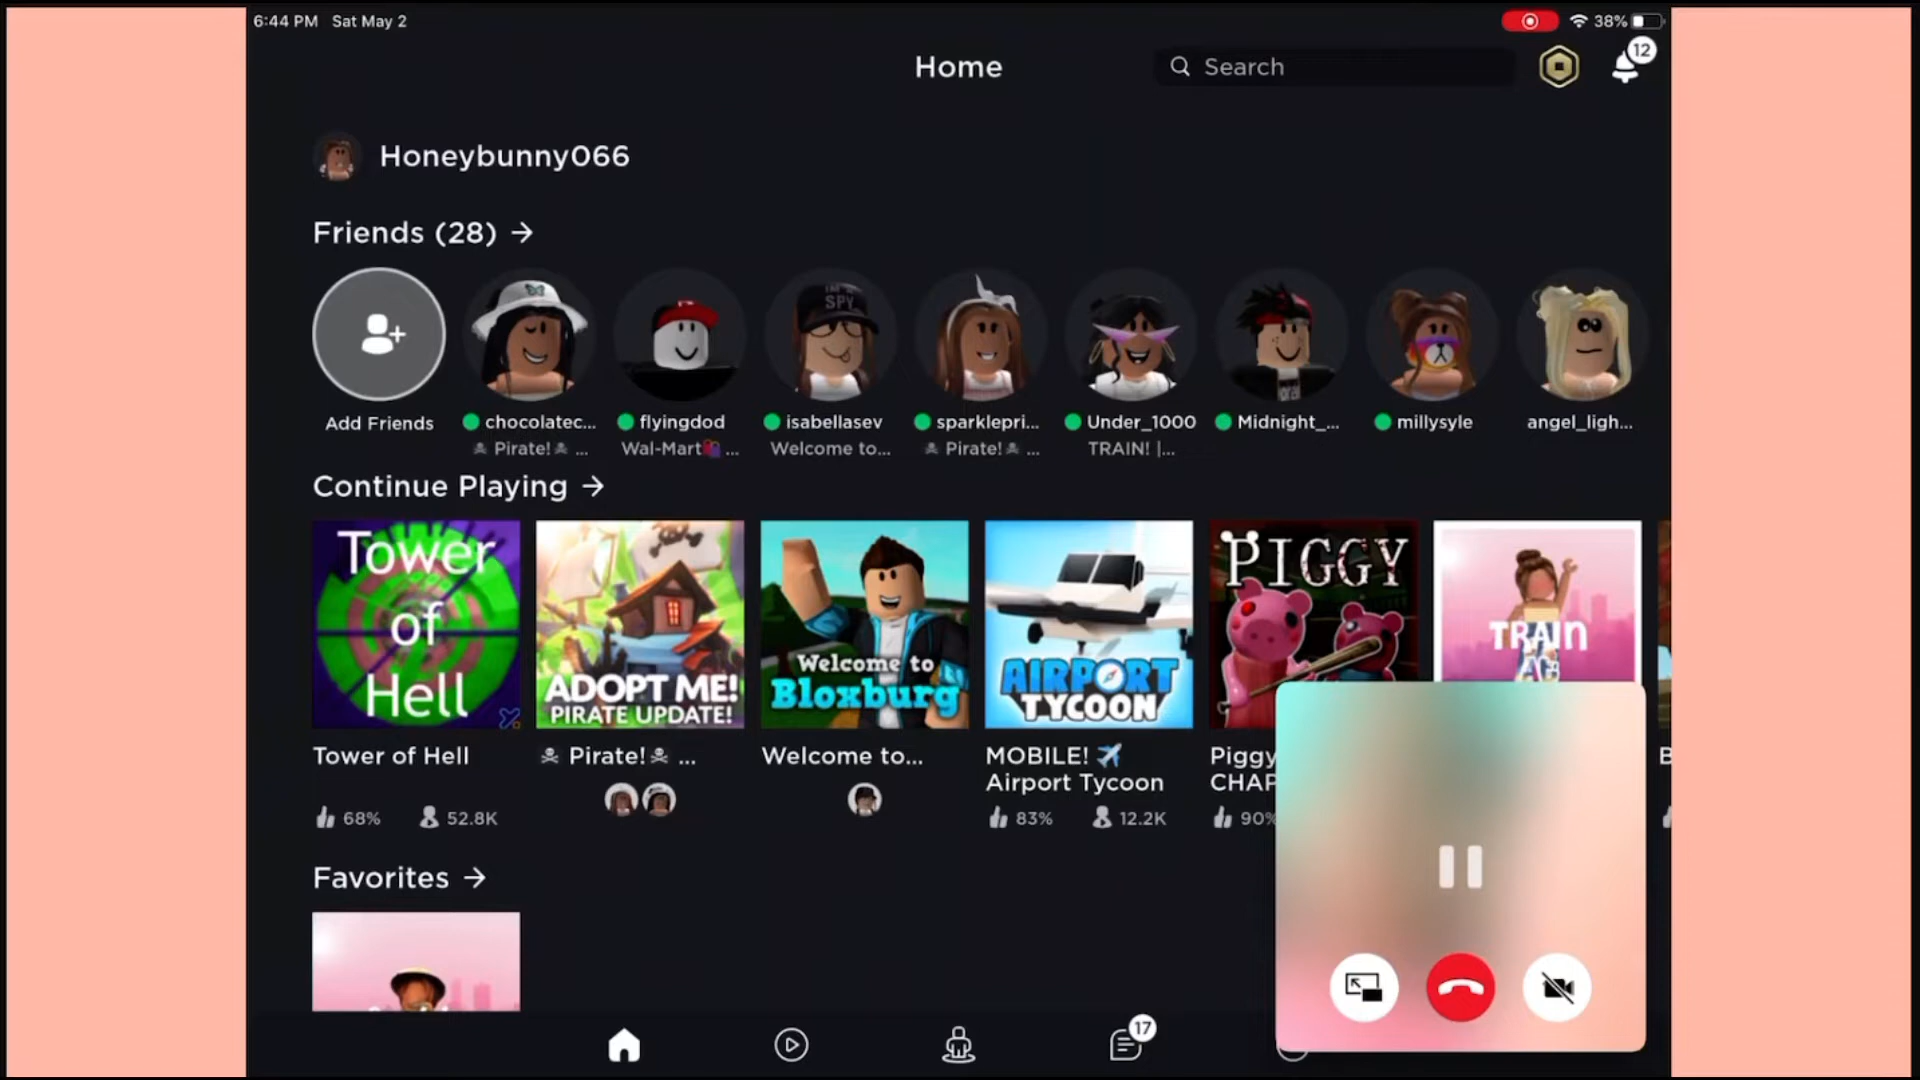 6:44 PM Sat May 2
38%
Home
Search
12
Honeybunny066
Friends (28) →
IM A
SPY
Add Friends
chocolatec...
flyingdod
isabellasev
sparklepri...
Under_1000
Midnight_...
millysyle
angel_ligh...
☠ Pirate!☠ ...
Wal-Mart🛍 ...
Welcome to...
☠ Pirate!☠ ...
TRAIN! |...
Continue Playing →
Tower
of
Hell
ADOPT ME!
PIRATE UPDATE!
Welcome to
Bloxburg
AIRPORT
TYCOON
PIGGY
TRAIN
Tower of Hell
☠ Pirate!☠ ...
Welcome to...
MOBILE! ✈️
Airport Tycoon
Piggy
CHAP
B
68%
52.8K
83%
12.2K
90%
Favorites →
17